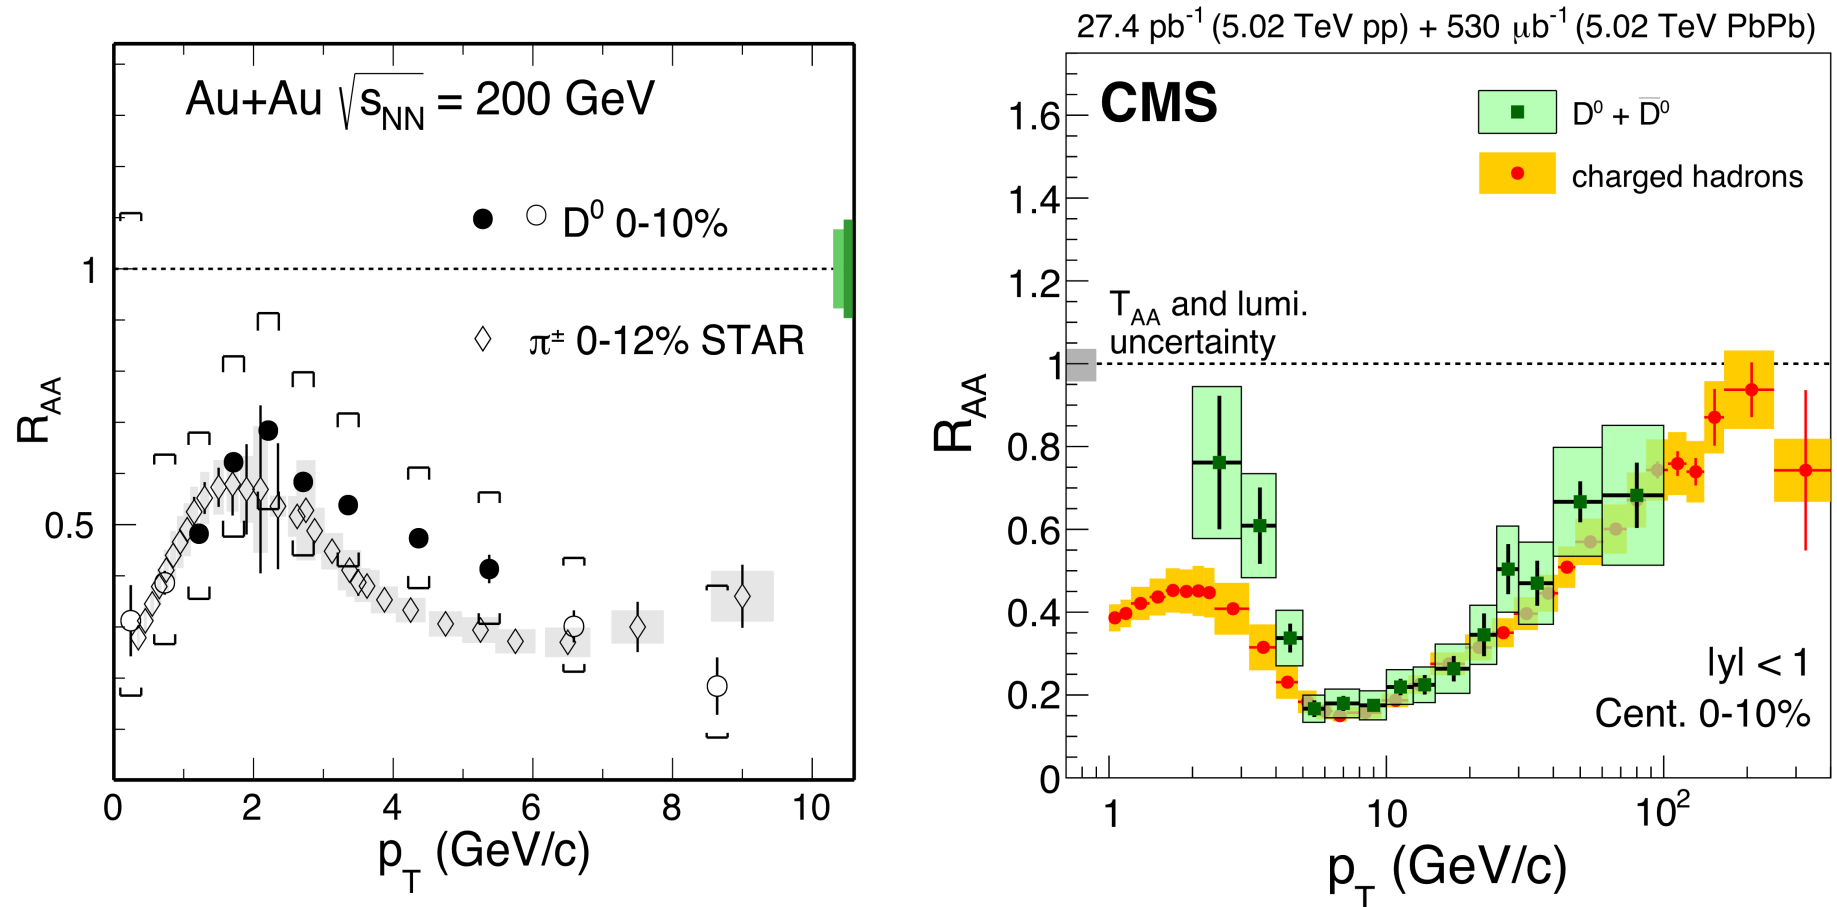 Au+Au √sNN = 200 GeV
D0 0-10%
π± 0-12% STAR
1
0.5
RAA
0 2 4 6 8 10
pT (GeV/c)
27.4 pb-1 (5.02 TeV pp) + 530 μb-1 (5.02 TeV PbPb)
CMS
D0 + D̅0
charged hadrons
TAA and lumi.
uncertainty
1.6
1.4
1.2
1
0.8
0.6
0.4
0.2
0
RAA
|y| < 1
Cent. 0-10%
1 10 102
pT (GeV/c)